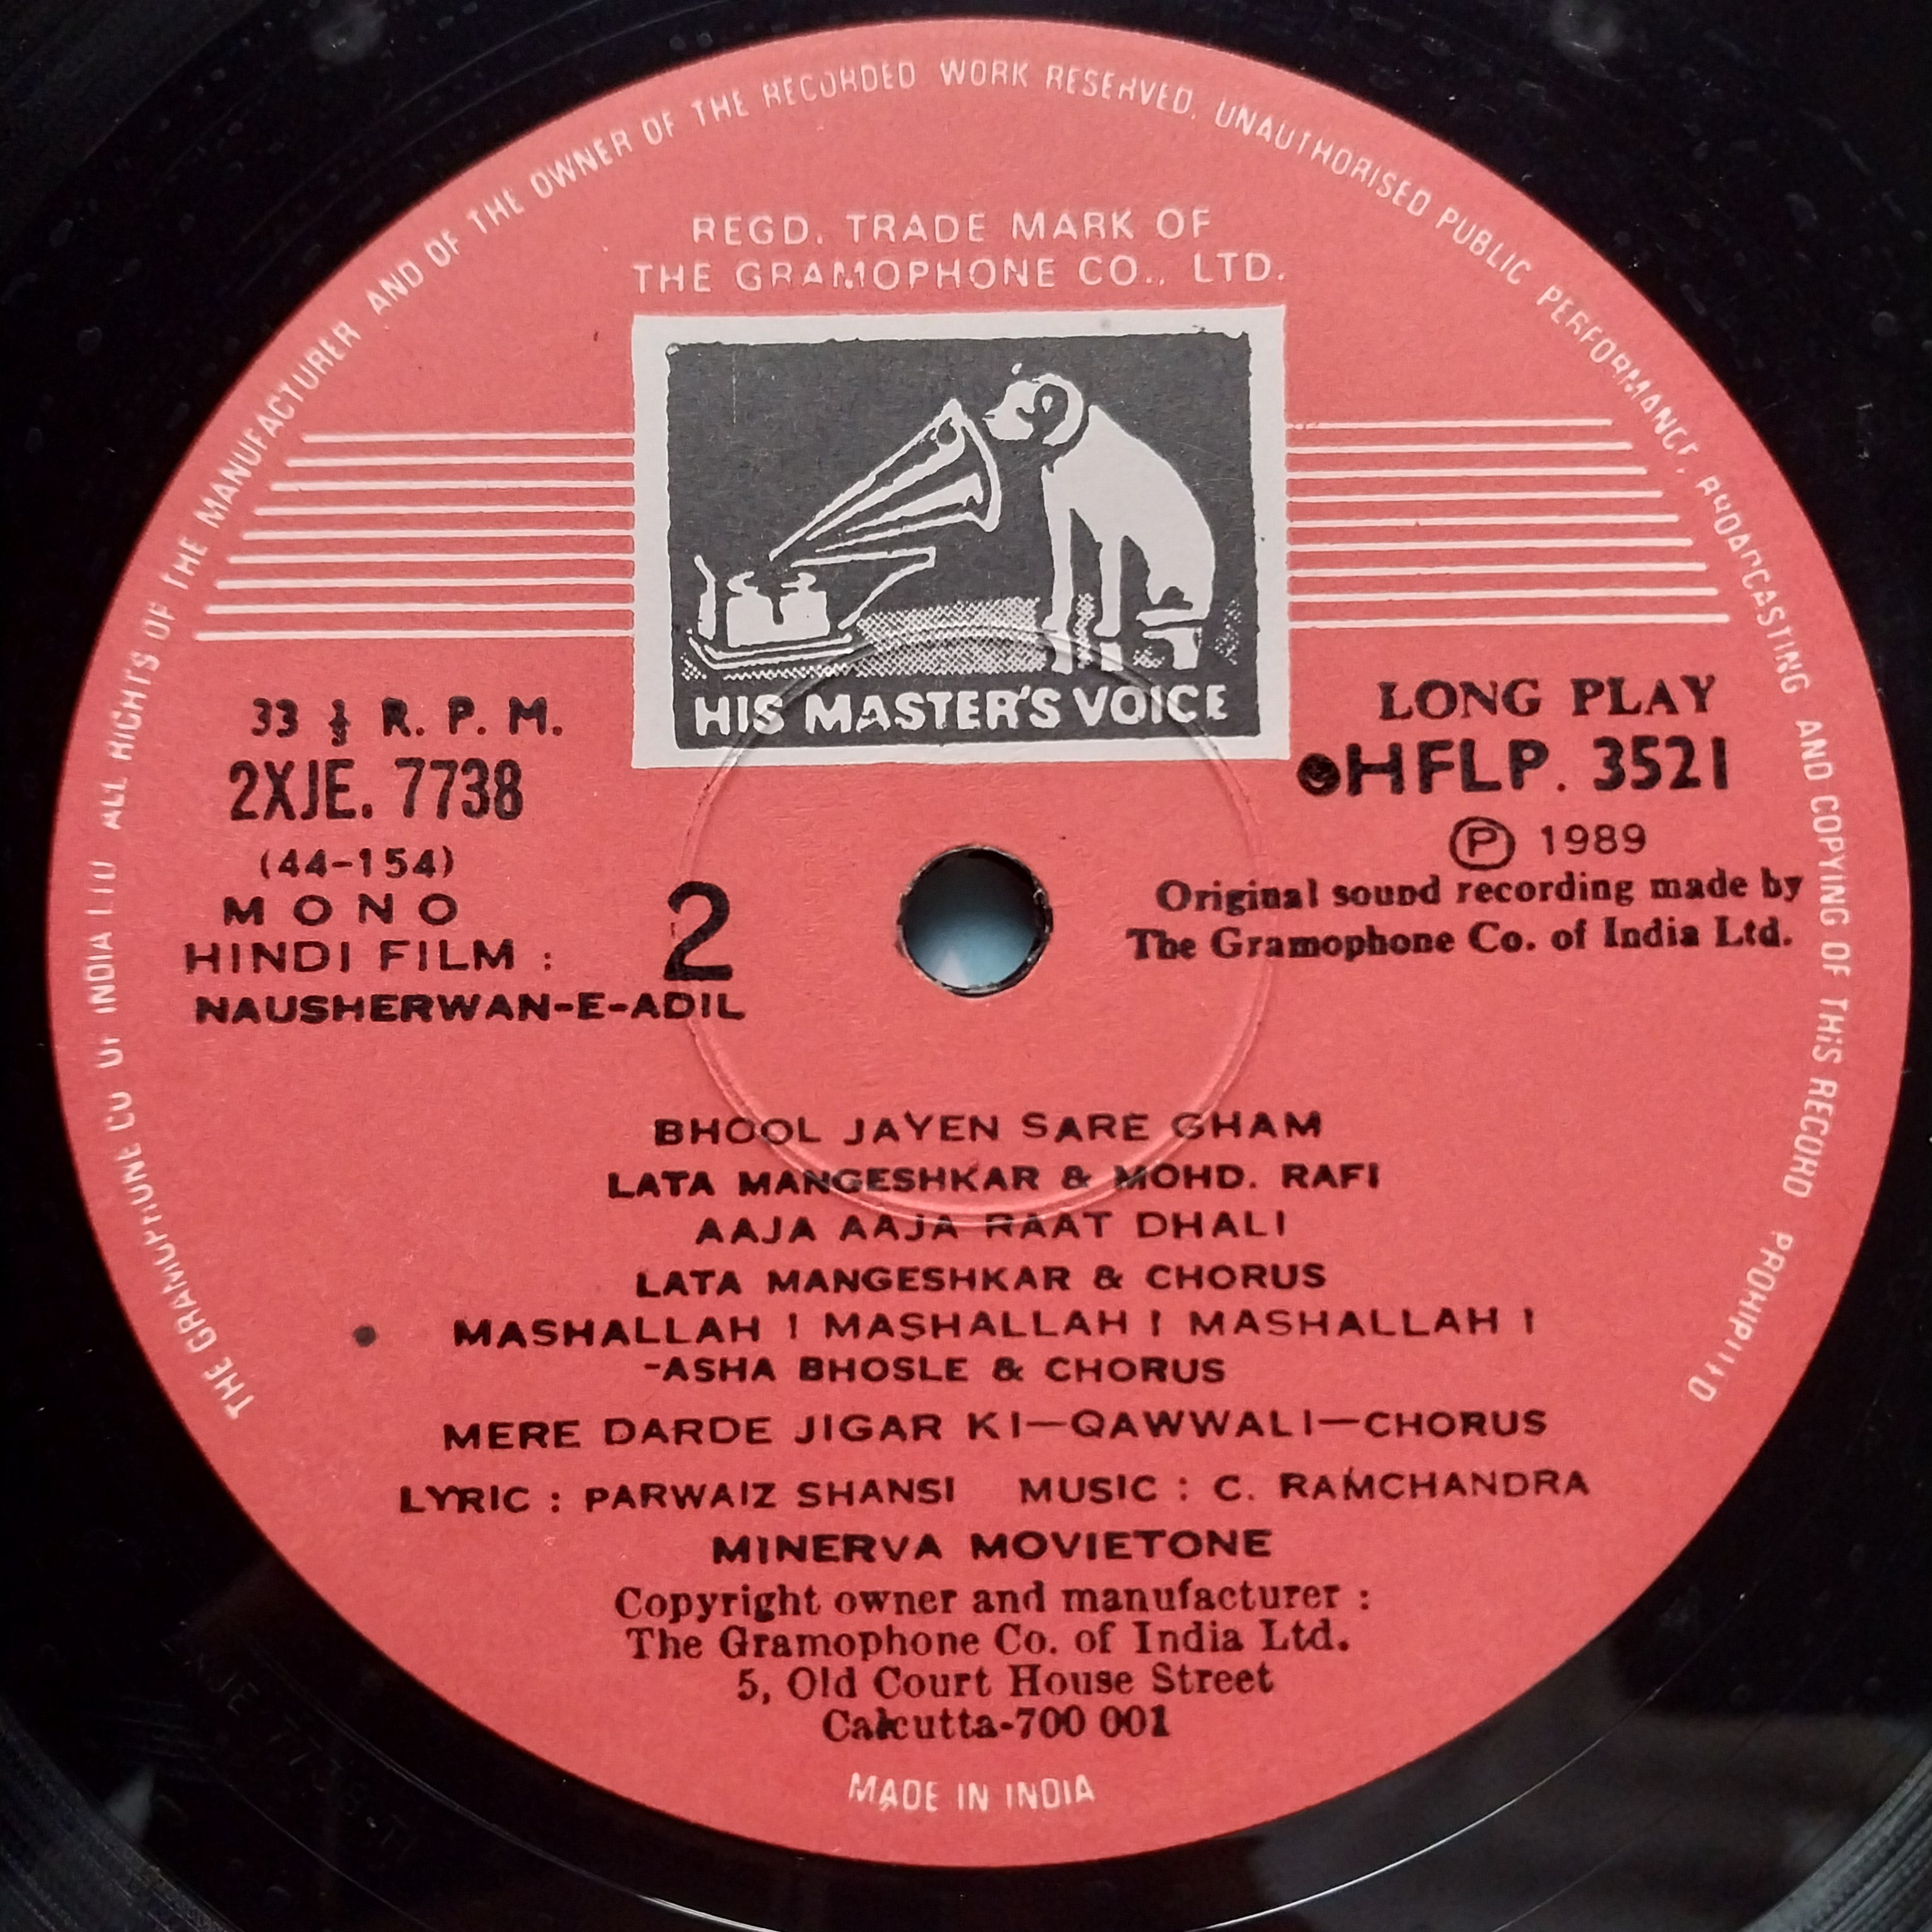 THE GRAMOPHONE CO OF INDIA LTD ALL RIGHTS OF THE MANUFACTURER AND OF THE OWNER OF THE RECORDED WORK RESERVED. UNAUTHORISED PUBLIC PERFORMANCE, BROADCASTING AND COPYING OF THIS RECORD PROHIBITED
REGD. TRADE MARK OF
THE GRAMOPHONE CO., LTD.
HIS MASTER'S VOICE
33 ⅓ R. P. M.
2XJE. 7738
(44-154)
MONO
HINDI FILM :
NAUSHERWAN-E-ADIL
2
LONG PLAY
HFLP. 3521
Ⓟ 1989
Original sound recording made by
The Gramophone Co. of India Ltd.
BHOOL JAYEN SARE GHAM
LATA MANGESHKAR & MOHD. RAFI
AAJA AAJA RAAT DHALI
LATA MANGESHKAR & CHORUS
MASHALLAH ! MASHALLAH ! MASHALLAH !
-ASHA BHOSLE & CHORUS
MERE DARDE JIGAR KI—QAWWALI—CHORUS
LYRIC : PARWAIZ SHANSI MUSIC : C. RAMCHANDRA
MINERVA MOVIETONE
Copyright owner and manufacturer :
The Gramophone Co. of India Ltd.
5, Old Court House Street
Calcutta-700 001
MADE IN INDIA